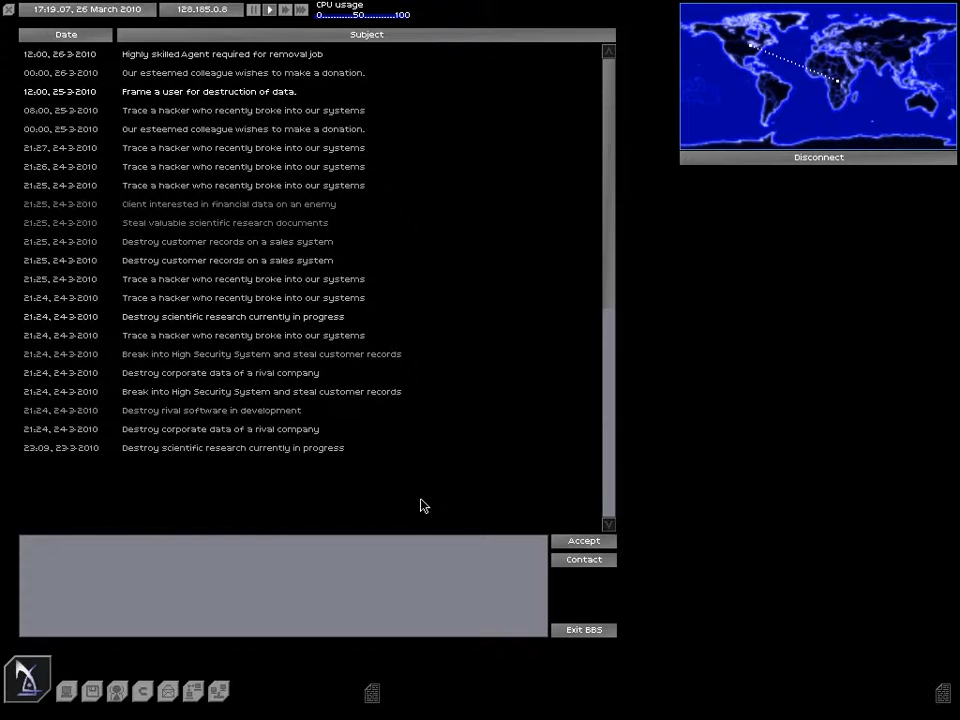 17:19.07, 26 March 2010
128.185.0.8
CPU usage
0..........50..........100
Date Subject
12:00, 26-3-2010 Highly skilled Agent required for removal job
00:00, 26-3-2010 Our esteemed colleague wishes to make a donation.
12:00, 25-3-2010 Frame a user for destruction of data.
08:00, 25-3-2010 Trace a hacker who recently broke into our systems
00:00, 25-3-2010 Our esteemed colleague wishes to make a donation.
21:27, 24-3-2010 Trace a hacker who recently broke into our systems
21:26, 24-3-2010 Trace a hacker who recently broke into our systems
21:25, 24-3-2010 Trace a hacker who recently broke into our systems
21:25, 24-3-2010 Client interested in financial data on an enemy
21:25, 24-3-2010 Steal valuable scientific research documents
21:25, 24-3-2010 Destroy customer records on a sales system
21:25, 24-3-2010 Destroy customer records on a sales system
21:25, 24-3-2010 Trace a hacker who recently broke into our systems
21:24, 24-3-2010 Trace a hacker who recently broke into our systems
21:24, 24-3-2010 Destroy scientific research currently in progress
21:24, 24-3-2010 Trace a hacker who recently broke into our systems
21:24, 24-3-2010 Break into High Security System and steal customer records
21:24, 24-3-2010 Destroy corporate data of a rival company
21:24, 24-3-2010 Break into High Security System and steal customer records
21:24, 24-3-2010 Destroy rival software in development
21:24, 24-3-2010 Destroy corporate data of a rival company
23:09, 23-3-2010 Destroy scientific research currently in progress
Disconnect
Accept
Contact
Exit BBS